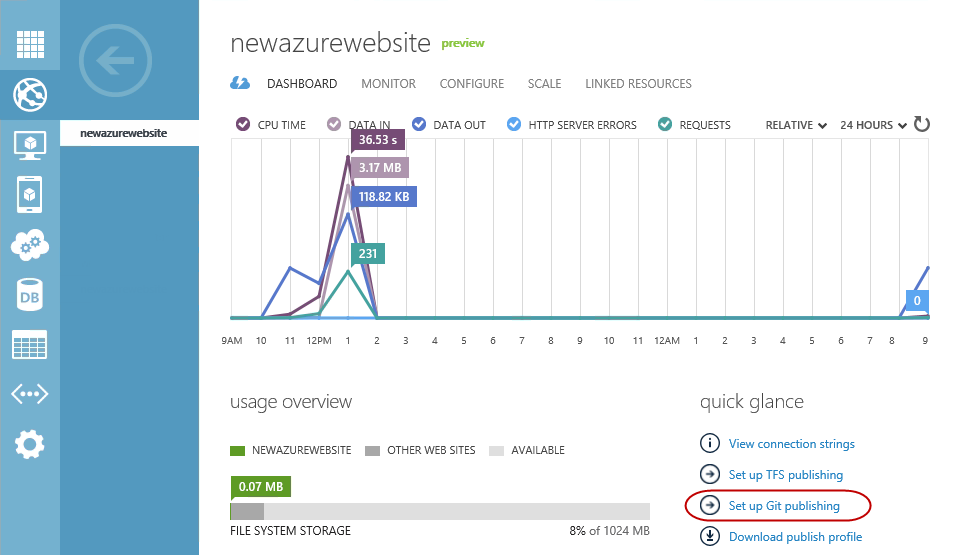 newazurewebsite preview
DASHBOARD MONITOR CONFIGURE SCALE LINKED RESOURCES
newazurewebsite
CPU TIME DATA IN DATA OUT HTTP SERVER ERRORS REQUESTS RELATIVE 24 HOURS
36.53 s
3.17 MB
118.82 KB
231
0
9AM 10 11 12PM 1 2 3 4 5 6 7 8 9 10 11 12AM 1 2 3 4 5 6 7 8 9
DB
usage overview
NEWAZUREWEBSITE OTHER WEB SITES AVAILABLE
0.07 MB
FILE SYSTEM STORAGE 8% of 1024 MB
quick glance
View connection strings
Set up TFS publishing
Set up Git publishing
Download publish profile